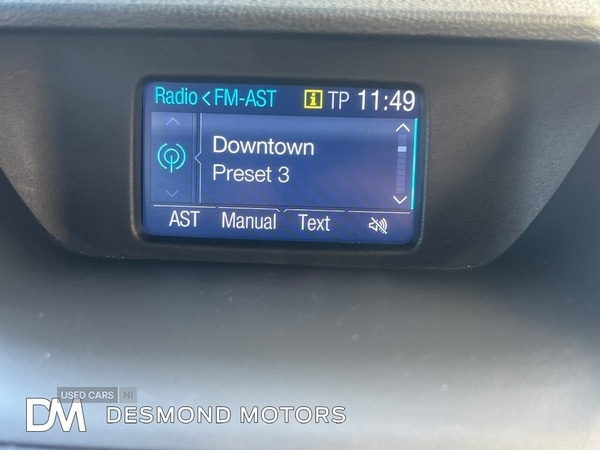 Radio < FM-AST i TP 11:49
Downtown
Preset 3
AST Manual Text
USED CARS NI
DM DESMOND MOTORS